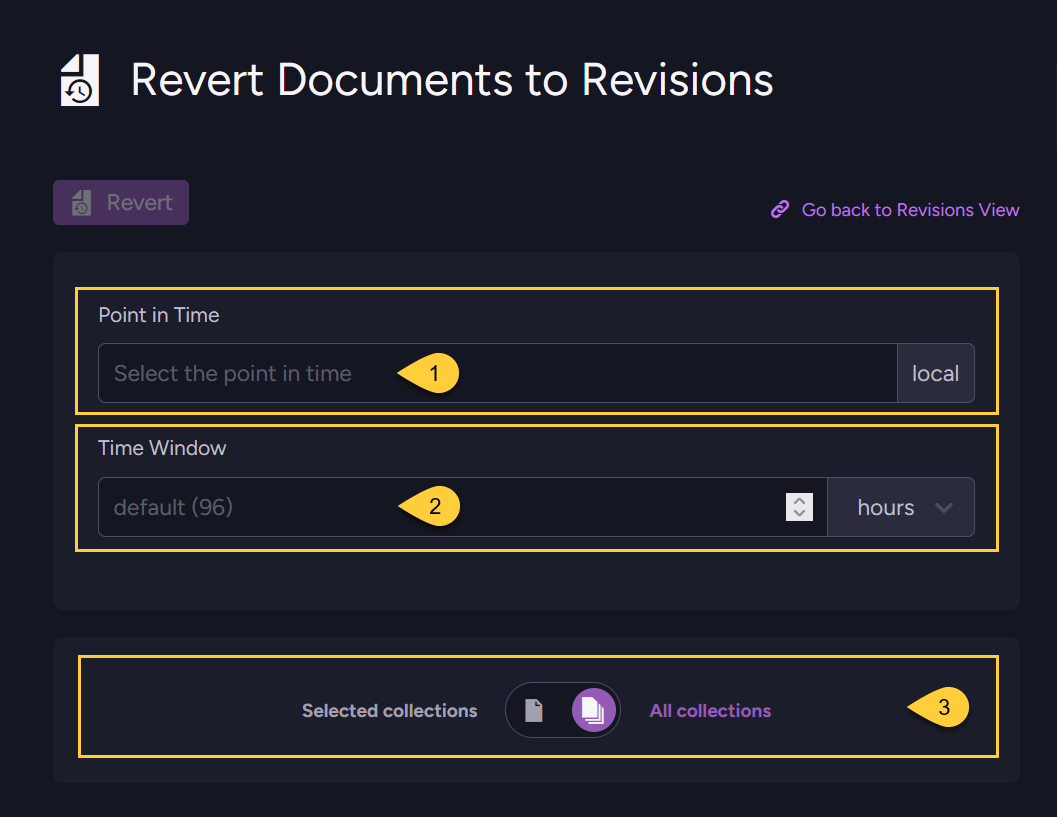 Revert Documents to Revisions
Revert
Go back to Revisions View
Point in Time
Select the point in time
1
local
Time Window
default (96)
2
hours
Selected collections
All collections
3